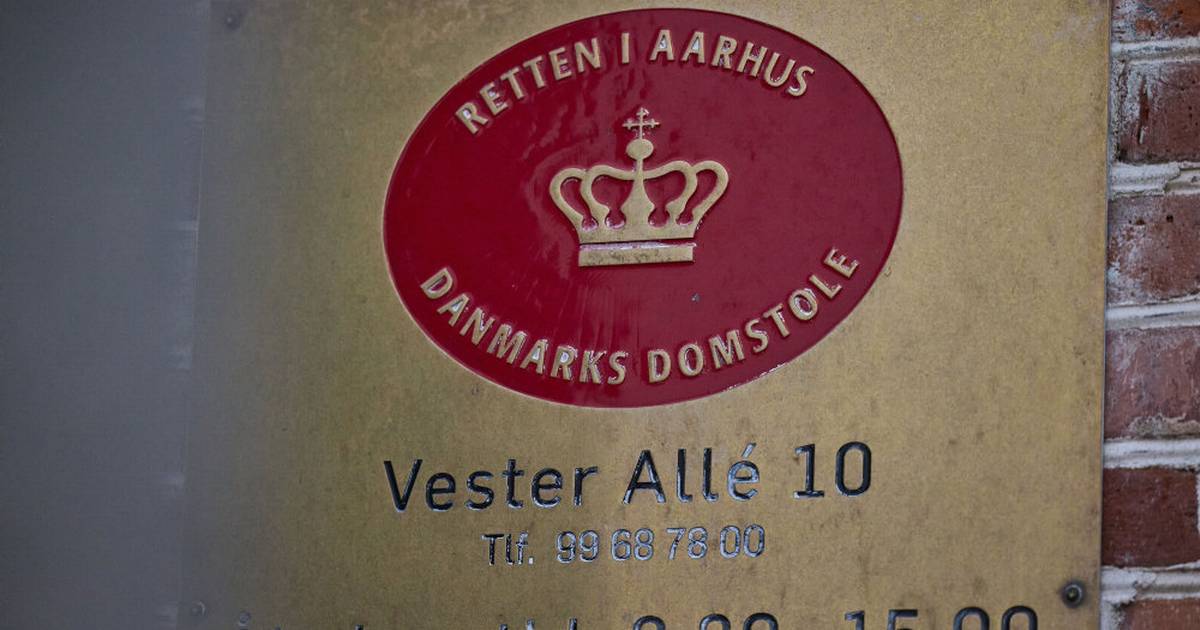 RETTEN I AARHUS
DANMARKS DOMSTOLE
Vester Allé 10
Tlf. 99 68 78 00